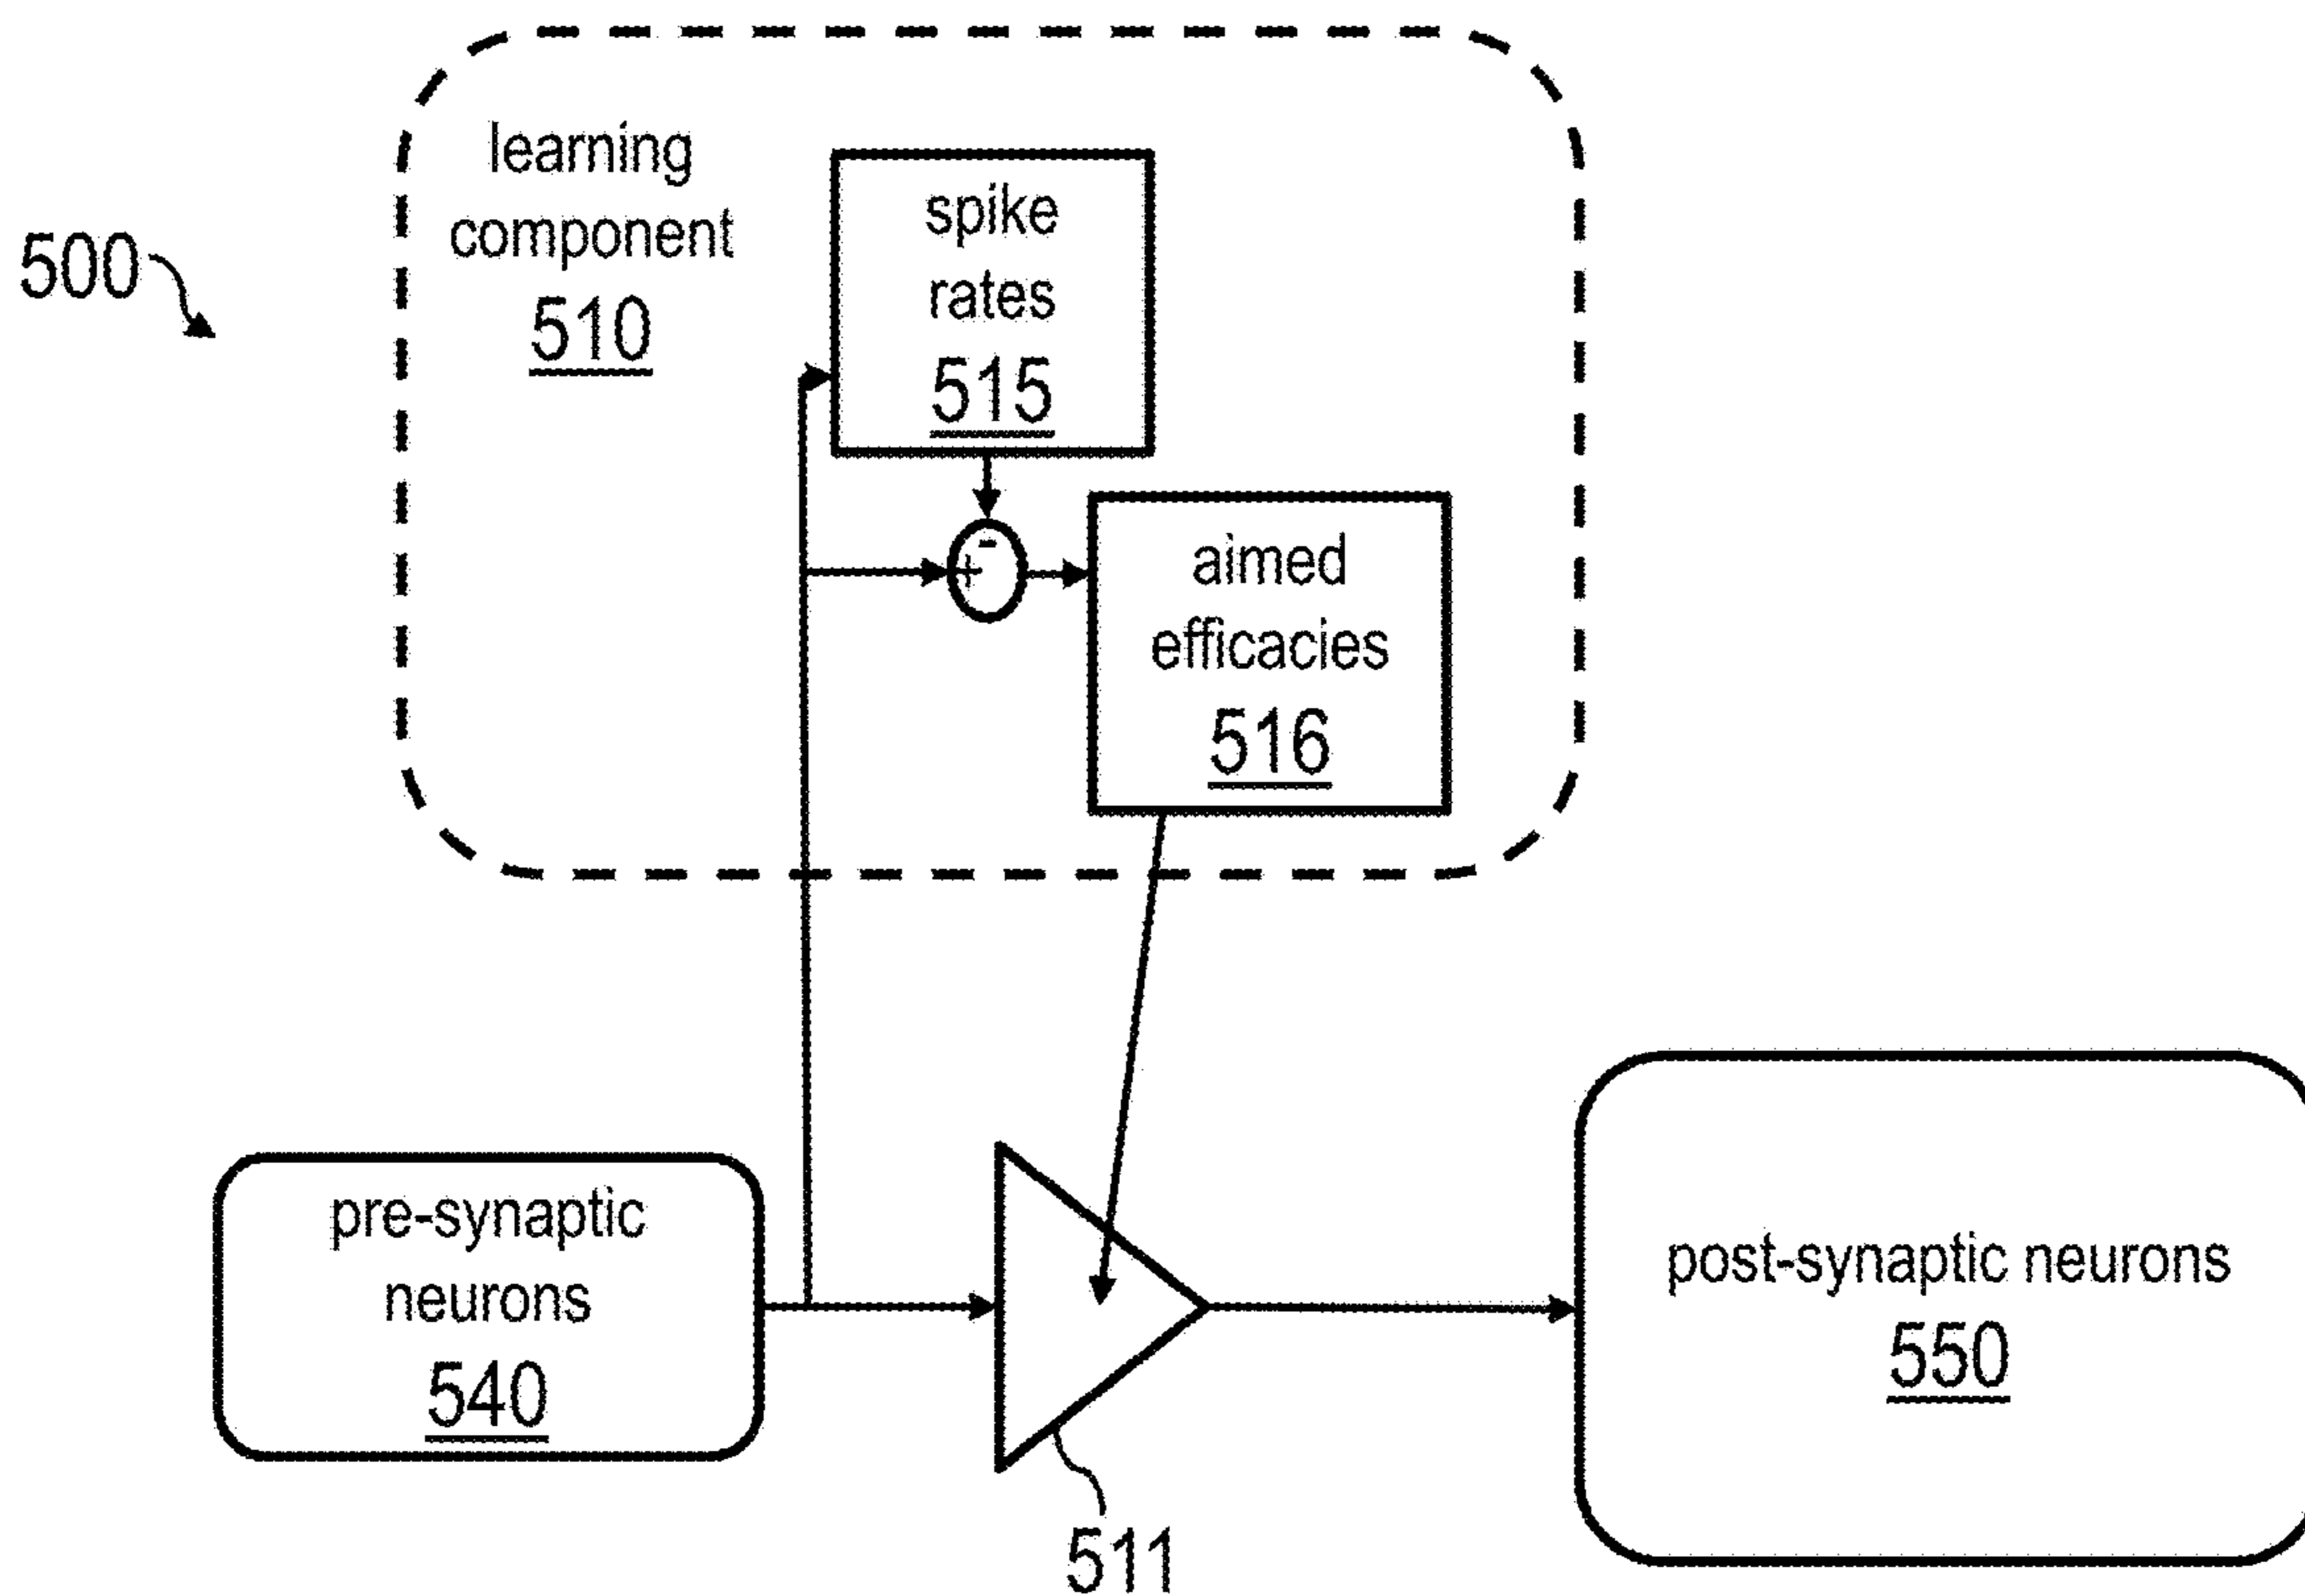 500
learning
component
510
spike
rates
515
-
+
aimed
efficacies
516
pre-synaptic
neurons
540
511
post-synaptic neurons
550